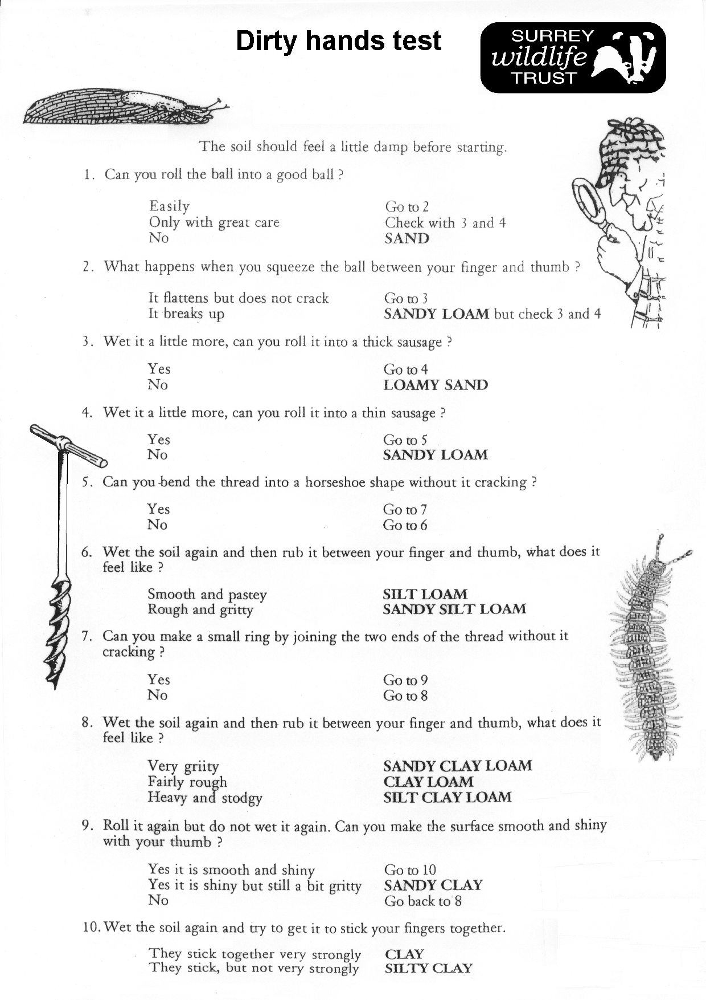 Dirty hands test
SURREY
wildlife
TRUST
The soil should feel a little damp before starting.
1. Can you roll the ball into a good ball ?
Easily Go to 2
Only with great care Check with 3 and 4
No SAND
2. What happens when you squeeze the ball between your finger and thumb ?
It flattens but does not crack Go to 3
It breaks up SANDY LOAM but check 3 and 4
3. Wet it a little more, can you roll it into a thick sausage ?
Yes Go to 4
No LOAMY SAND
4. Wet it a little more, can you roll it into a thin sausage ?
Yes Go to 5
No SANDY LOAM
5. Can you bend the thread into a horseshoe shape without it cracking ?
Yes Go to 7
No Go to 6
6. Wet the soil again and then rub it between your finger and thumb, what does it
feel like ?
Smooth and pastey SILT LOAM
Rough and gritty SANDY SILT LOAM
7. Can you make a small ring by joining the two ends of the thread without it
cracking ?
Yes Go to 9
No Go to 8
8. Wet the soil again and then rub it between your finger and thumb, what does it
feel like ?
Very griity SANDY CLAY LOAM
Fairly rough CLAY LOAM
Heavy and stodgy SILT CLAY LOAM
9. Roll it again but do not wet it again. Can you make the surface smooth and shiny
with your thumb ?
Yes it is smooth and shiny Go to 10
Yes it is shiny but still a bit gritty SANDY CLAY
No Go back to 8
10. Wet the soil again and try to get it to stick your fingers together.
They stick together very strongly CLAY
They stick, but not very strongly SILTY CLAY